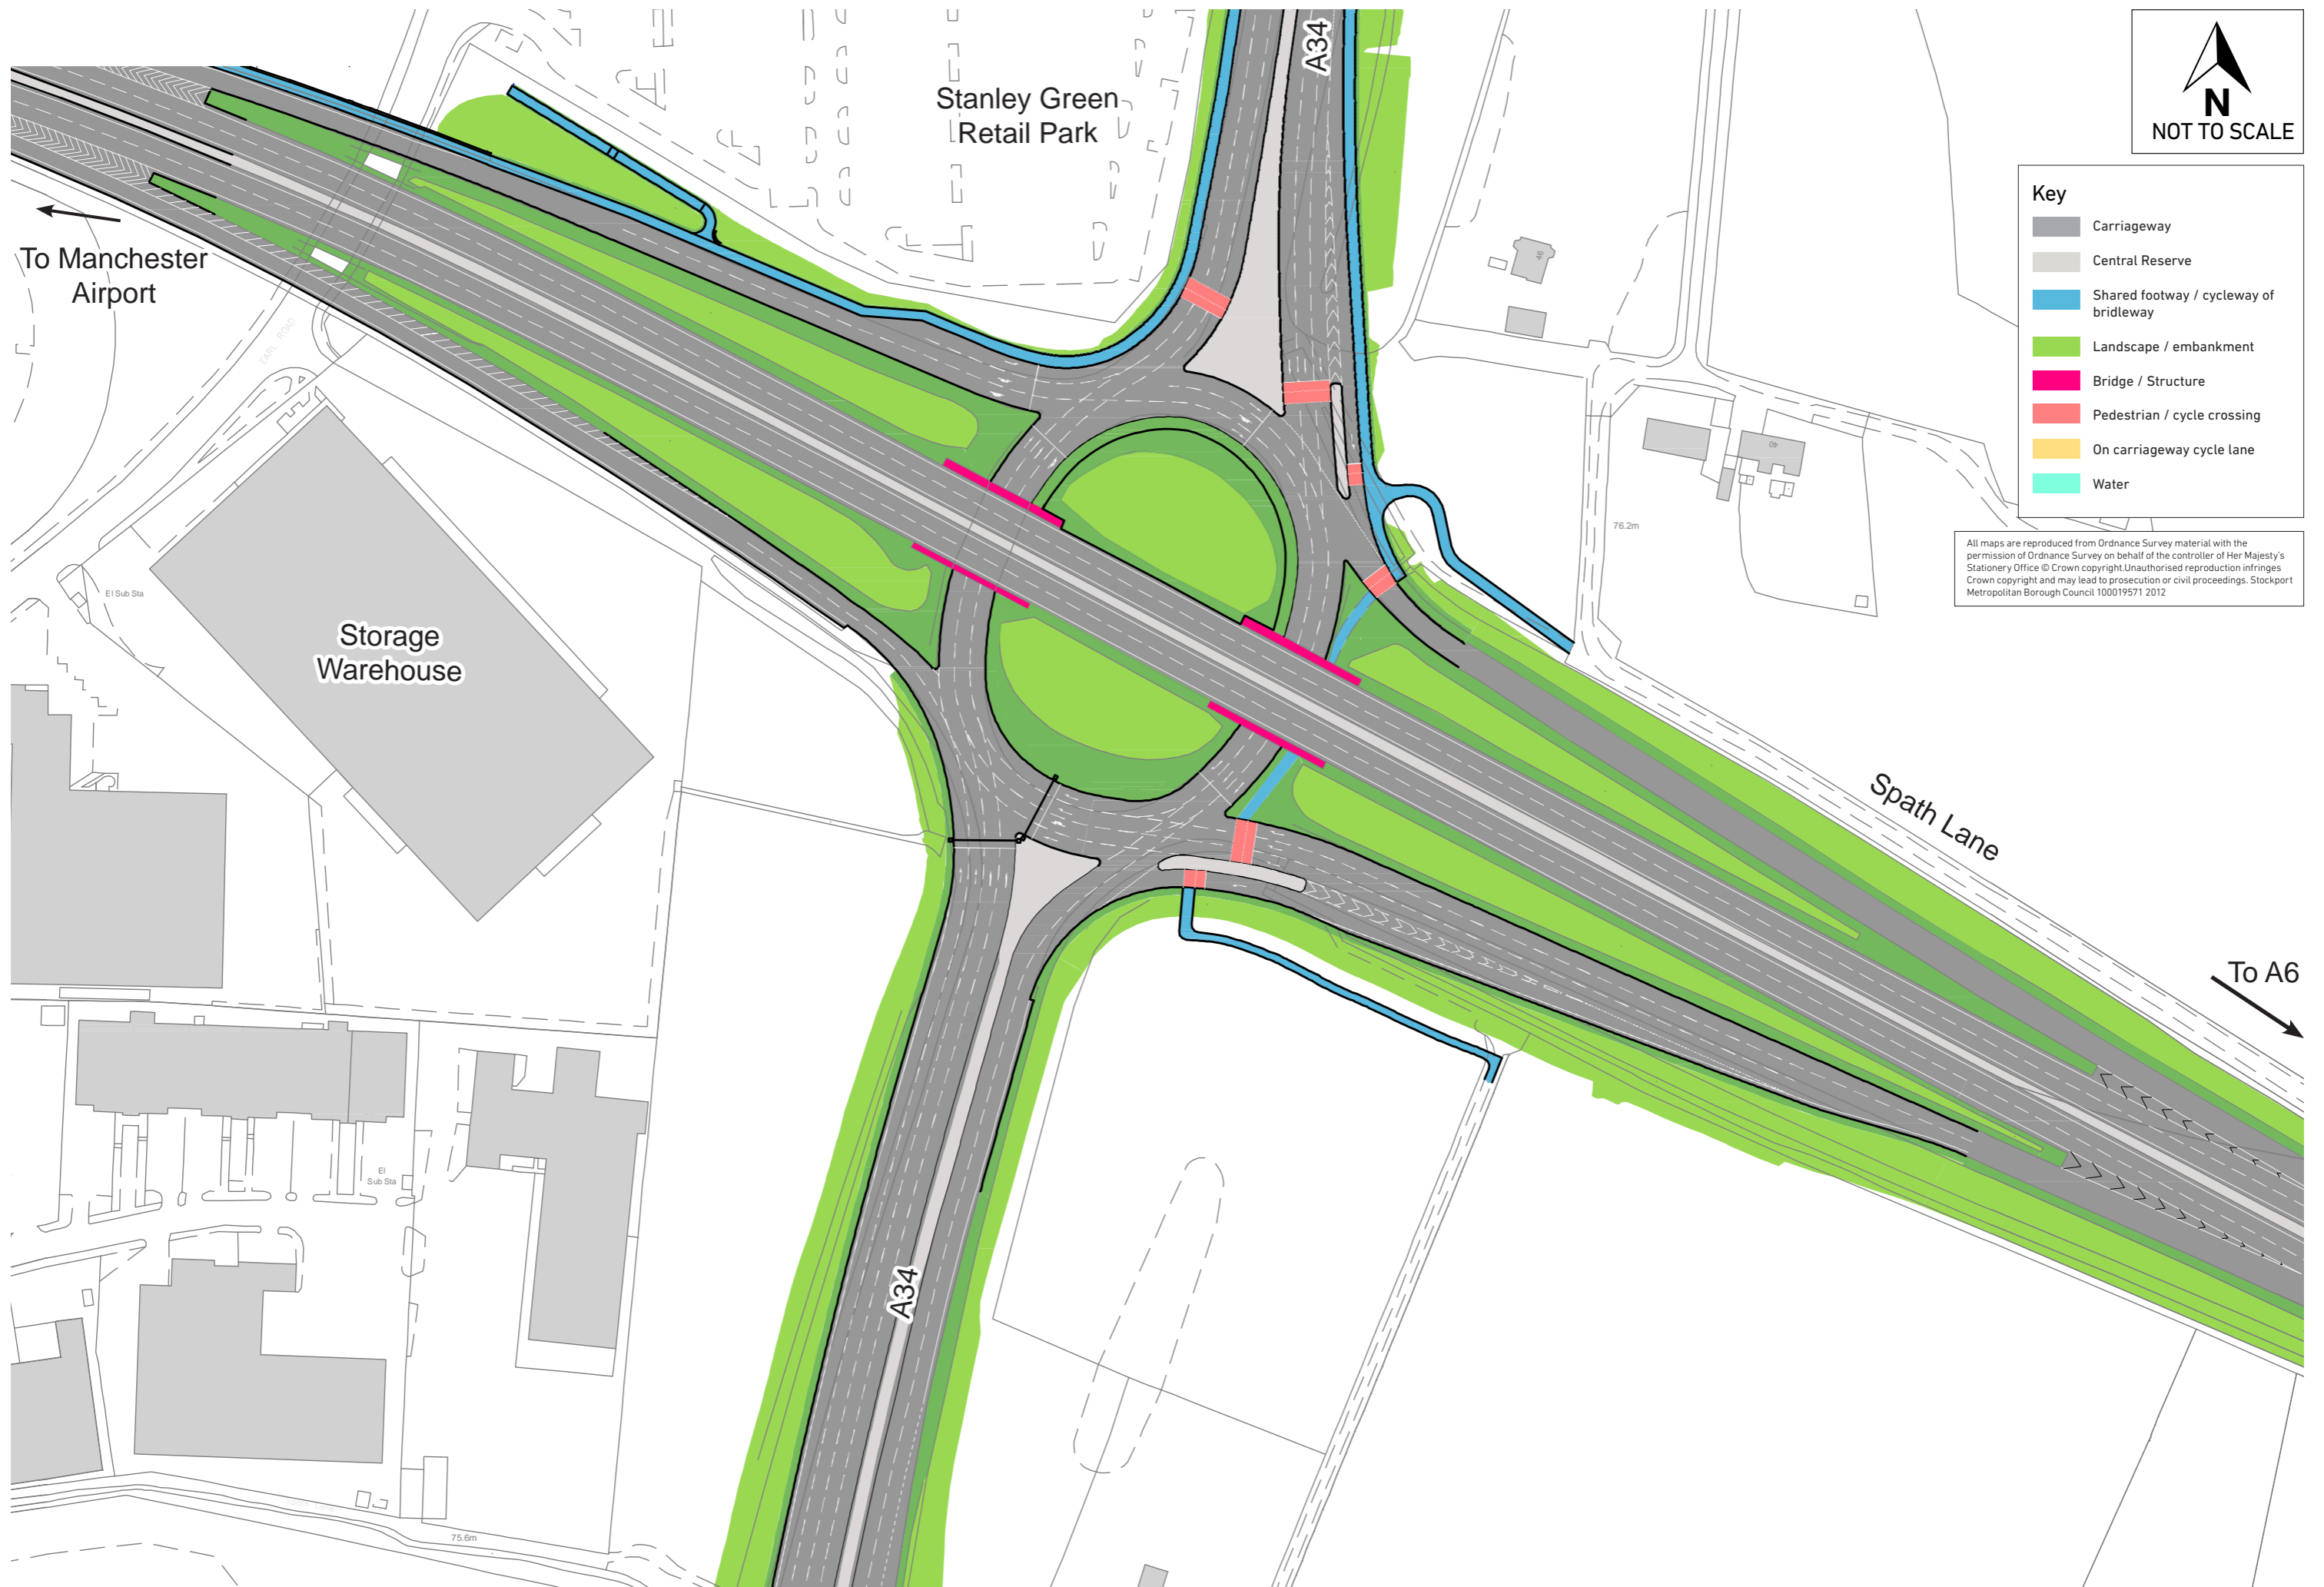 A34
Stanley Green
Retail Park
N
NOT TO SCALE
Key
Carriageway
Central Reserve
Shared footway / cycleway of
bridleway
Landscape / embankment
Bridge / Structure
Pedestrian / cycle crossing
On carriageway cycle lane
Water
All maps are reproduced from Ordnance Survey material with the
permission of Ordnance Survey on behalf of the controller of Her Majesty's
Stationery Office © Crown copyright.Unauthorised reproduction infringes
Crown copyright and may lead to prosecution or civil proceedings. Stockport
Metropolitan Borough Council 100019571 2012
To Manchester
Airport
EARL ROAD
46
40
76.2m
El Sub Sta
Storage
Warehouse
Spath Lane
To A6
El
Sub Sta
A34
75.6m